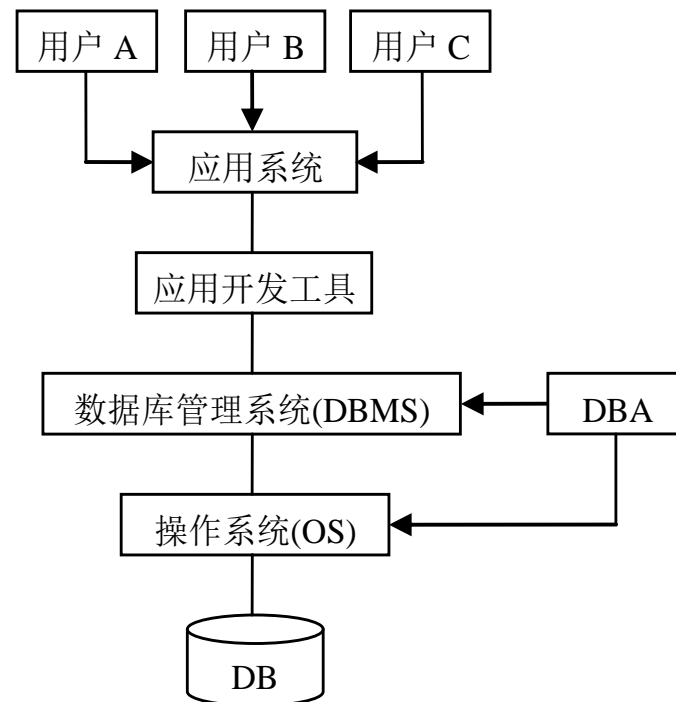 用户 A
用户 B
用户 C
应用系统
应用开发工具
数据库管理系统(DBMS)
DBA
操作系统(OS)
DB